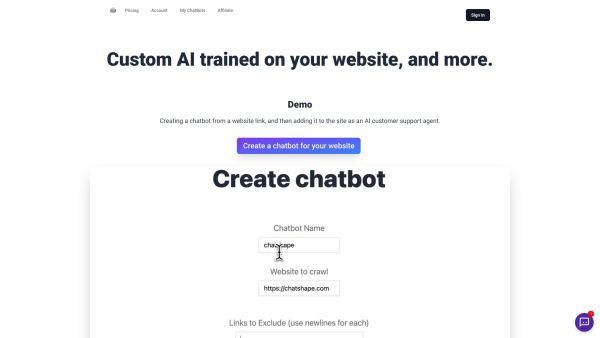 Pricing
Account
My ChatBots
Affiliate
Sign In
Custom AI trained on your website, and more.
Demo
Creating a chatbot from a website link, and then adding it to the site as an AI customer support agent.
Create a chatbot for your website
Create chatbot
Chatbot Name
chatshape
Website to crawl
https://chatshape.com
Links to Exclude (use newlines for each)